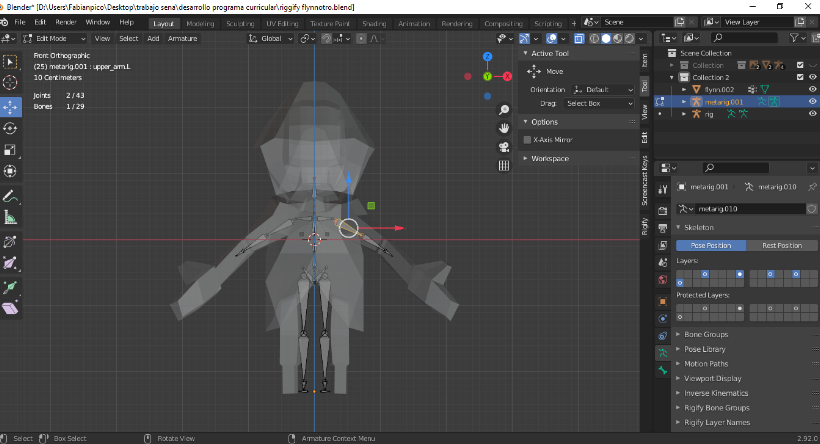 Blender* [D:\Users\Fabianpico\Desktop\trabajo sena\desarrollo programa curricular\riggify flynnotro.blend]
File Edit Render Window Help Layout Modeling Sculpting UV Editing Texture Paint Shading Animation Rendering Compositing Scripting Scene View Layer
Edit Mode View Select Add Armature Global
Front Orthographic
(25) metarig.001 : upper_arm.L
10 Centimeters
Joints 2 / 43
Bones 1 / 29
Z
Y
X
Active Tool
Move
Orientation Default
Drag: Select Box
Options
X-Axis Mirror
Workspace
Item
Tool
View
Edit
Screencast Keys
Rigify
Scene Collection
Collection
Collection 2
flynn.002
metarig.001
rig
metarig.001 metarig.010
metarig.010
Skeleton
Pose Position Rest Position
Layers:
Protected Layers:
Bone Groups
Pose Library
Motion Paths
Viewport Display
Inverse Kinematics
Rigify Bone Groups
Rigify Layer Names
Select Box Select Rotate View Armature Context Menu 2.92.0